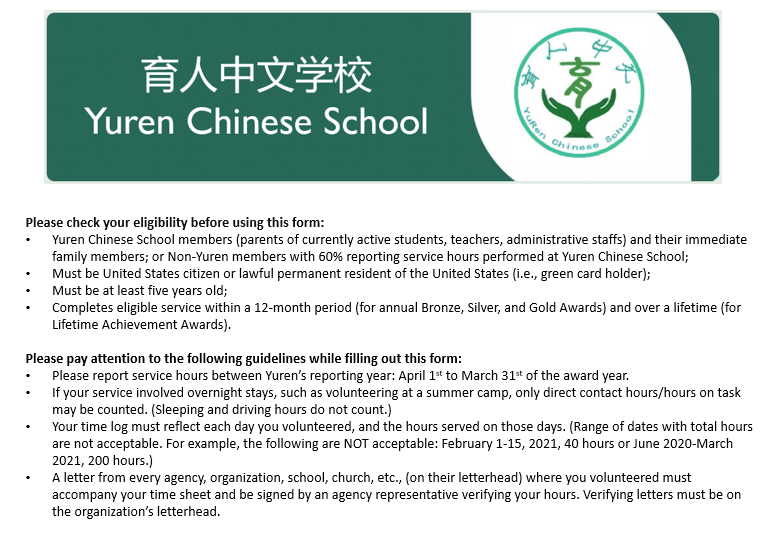 育人中文学校
Yuren Chinese School
育人中文
育
YuRen Chinese School
Please check your eligibility before using this form:
• Yuren Chinese School members (parents of currently active students, teachers, administrative staffs) and their immediate
family members; or Non-Yuren members with 60% reporting service hours performed at Yuren Chinese School;
• Must be United States citizen or lawful permanent resident of the United States (i.e., green card holder);
• Must be at least five years old;
• Completes eligible service within a 12-month period (for annual Bronze, Silver, and Gold Awards) and over a lifetime (for
Lifetime Achievement Awards).
Please pay attention to the following guidelines while filling out this form:
• Please report service hours between Yuren's reporting year: April 1st to March 31st of the award year.
• If your service involved overnight stays, such as volunteering at a summer camp, only direct contact hours/hours on task
may be counted. (Sleeping and driving hours do not count.)
• Your time log must reflect each day you volunteered, and the hours served on those days. (Range of dates with total hours
are not acceptable. For example, the following are NOT acceptable: February 1-15, 2021, 40 hours or June 2020-March
2021, 200 hours.)
• A letter from every agency, organization, school, church, etc., (on their letterhead) where you volunteered must
accompany your time sheet and be signed by an agency representative verifying your hours. Verifying letters must be on
the organization's letterhead.